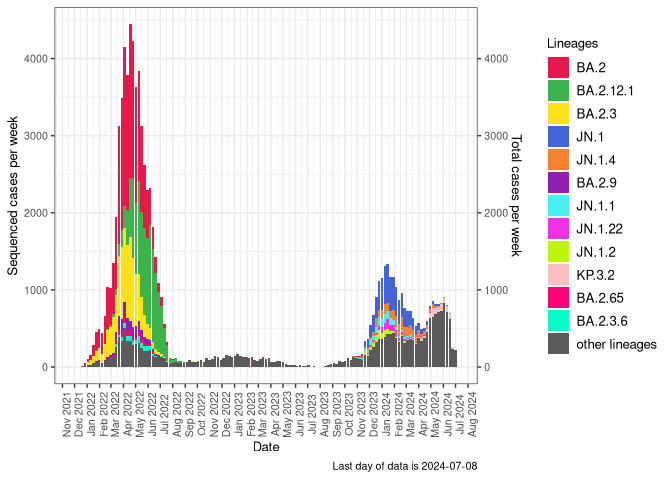 Lineages
BA.2
BA.2.12.1
BA.2.3
JN.1
JN.1.4
BA.2.9
JN.1.1
JN.1.22
JN.1.2
KP.3.2
BA.2.65
BA.2.3.6
other lineages
Sequenced cases per week
4000
3000
2000
1000
0
4000
3000
2000
1000
0
Total cases per week
Nov 2021
Dec 2021
Jan 2022
Feb 2022
Mar 2022
Apr 2022
May 2022
Jun 2022
Jul 2022
Aug 2022
Sep 2022
Oct 2022
Nov 2022
Dec 2022
Jan 2023
Feb 2023
Mar 2023
Apr 2023
May 2023
Jun 2023
Jul 2023
Aug 2023
Sep 2023
Oct 2023
Nov 2023
Dec 2023
Jan 2024
Feb 2024
Mar 2024
Apr 2024
May 2024
Jun 2024
Jul 2024
Aug 2024
Date
Last day of data is 2024-07-08